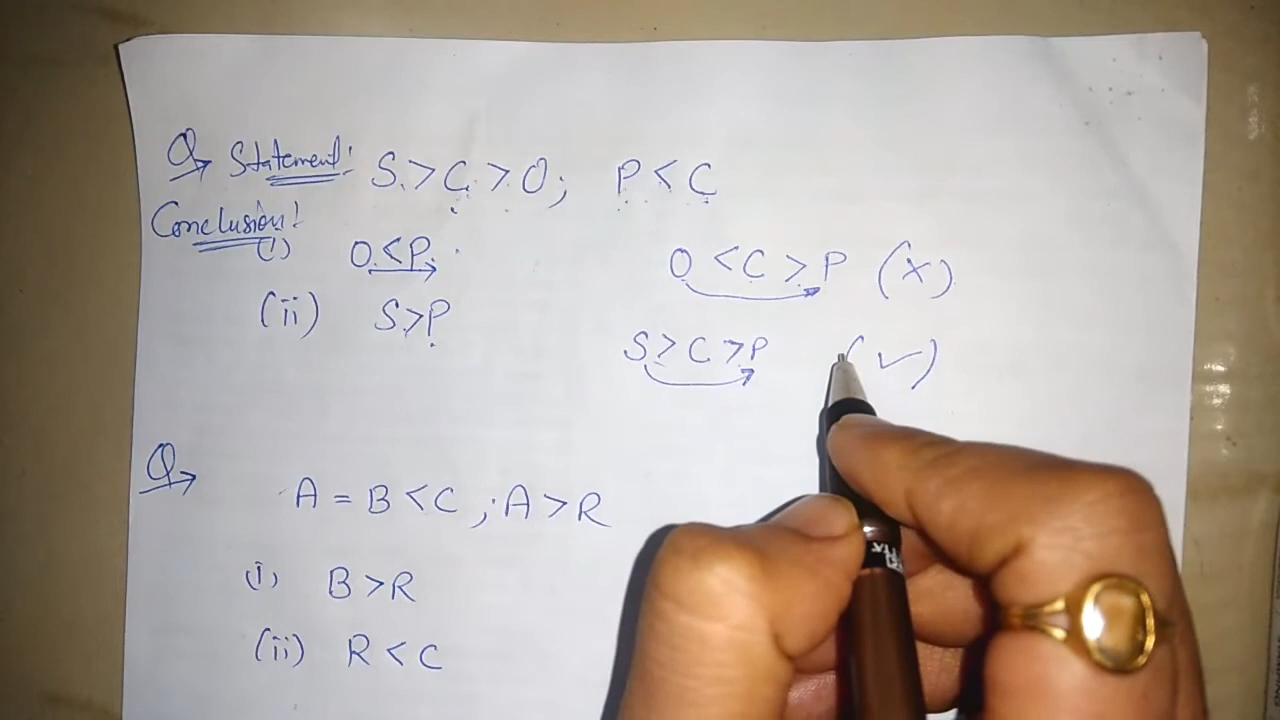 Q→ Statement: S > C > O; P < C
Conclusion!
(i) O < P O < C > P (×)
(ii) S > P S > C > P (✓)
Q→
A = B < C ; A > R
(i) B > R
(ii) R < C